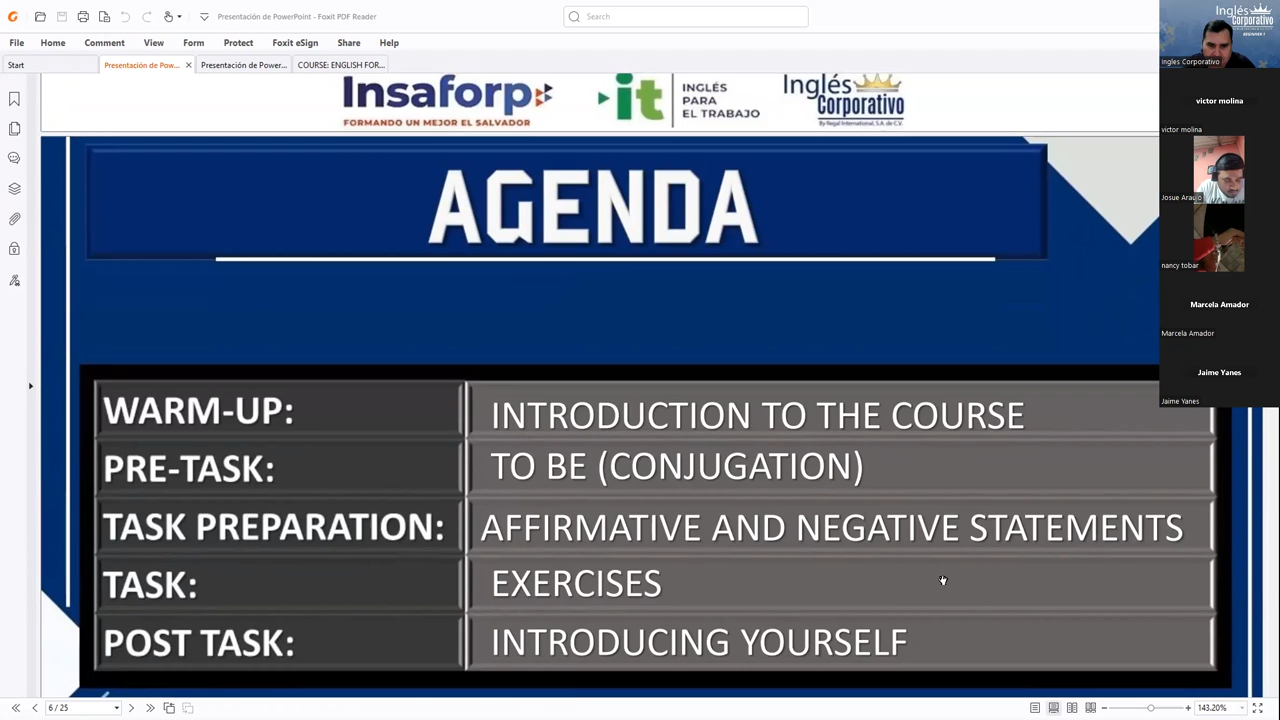 Presentación de PowerPoint - Foxit PDF Reader
Search
File Home Comment View Form Protect Foxit eSign Share Help
Start
Presentación de Pow...
Presentación de Power...
COURSE: ENGLISH FOR...
Insaforp
FORMANDO UN MEJOR EL SALVADOR
it
INGLÉS
PARA
EL TRABAJO
Inglés
Corporativo
By Regal International, S.A. de C.V.
AGENDA
WARM-UP: INTRODUCTION TO THE COURSE
PRE-TASK: TO BE (CONJUGATION)
TASK PREPARATION: AFFIRMATIVE AND NEGATIVE STATEMENTS
TASK: EXERCISES
POST TASK: INTRODUCING YOURSELF
Inglés
Corporativo
BEGINNER 1
Ingles Corporativo
victor molina
victor molina
Josue Araujo
nancy tobar
Marcela Amador
Marcela Amador
Jaime Yanes
Jaime Yanes
6 / 25
143.20%